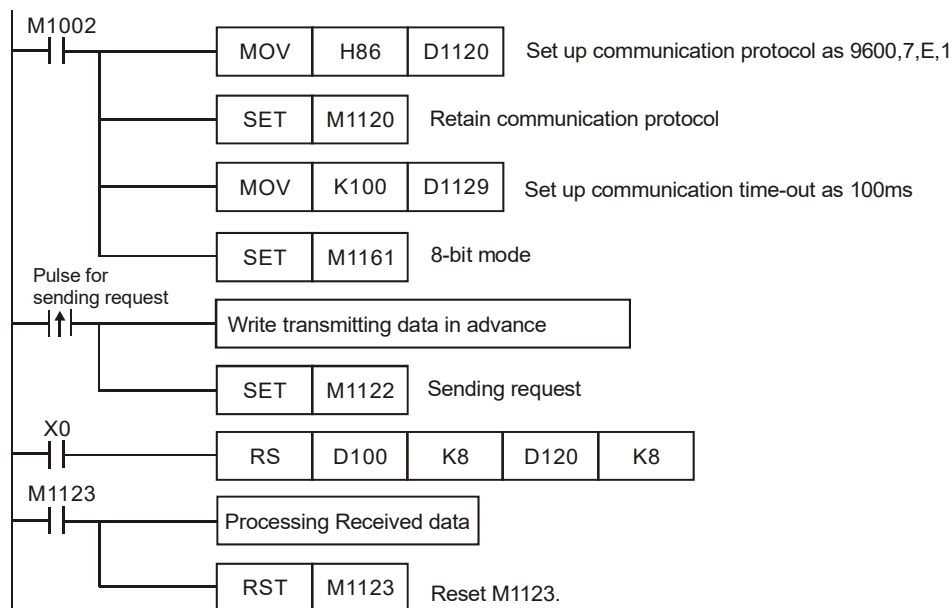 M1002
MOV H86 D1120 Set up communication protocol as 9600,7,E,1
SET M1120 Retain communication protocol
MOV K100 D1129 Set up communication time-out as 100ms
SET M1161 8-bit mode
Pulse for
sending request
Write transmitting data in advance
SET M1122 Sending request
X0
RS D100 K8 D120 K8
M1123
Processing Received data
RST M1123 Reset M1123.